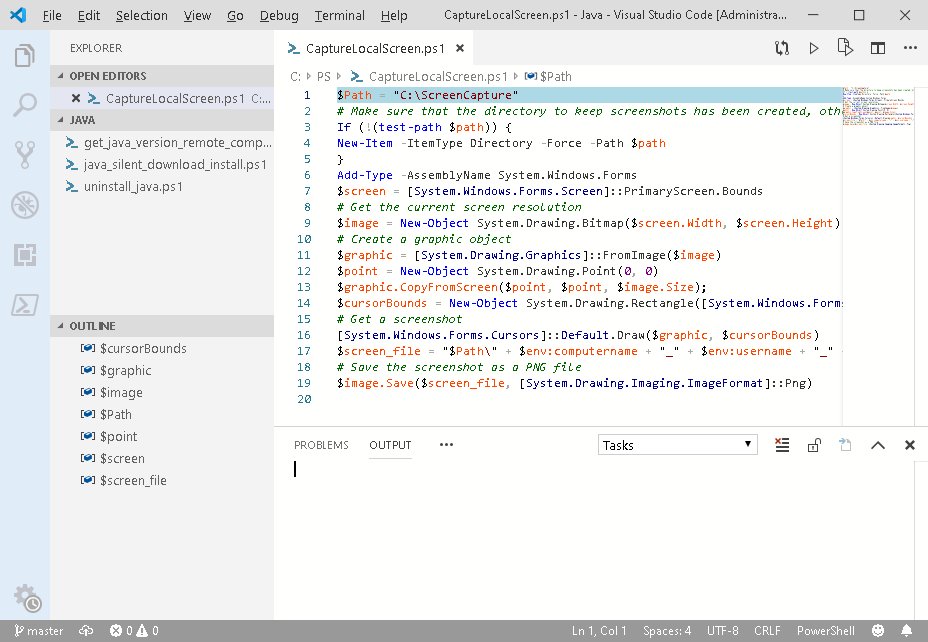 File Edit Selection View Go Debug Terminal Help CaptureLocalScreen.ps1 - Java - Visual Studio Code [Administra...
EXPLORER
OPEN EDITORS
CaptureLocalScreen.ps1 C:...
JAVA
get_java_version_remote_comp...
java_silent_download_install.ps1
uninstall_java.ps1
OUTLINE
$cursorBounds
$graphic
$image
$Path
$point
$screen
$screen_file
CaptureLocalScreen.ps1
C: PS CaptureLocalScreen.ps1 $Path
1 $Path = "C:\ScreenCapture"
2 # Make sure that the directory to keep screenshots has been created, oth
3 If (!(test-path $path)) {
4 New-Item -ItemType Directory -Force -Path $path
5 }
6 Add-Type -AssemblyName System.Windows.Forms
7 $screen = [System.Windows.Forms.Screen]::PrimaryScreen.Bounds
8 # Get the current screen resolution
9 $image = New-Object System.Drawing.Bitmap($screen.Width, $screen.Height)
10 # Create a graphic object
11 $graphic = [System.Drawing.Graphics]::FromImage($image)
12 $point = New-Object System.Drawing.Point(0, 0)
13 $graphic.CopyFromScreen($point, $point, $image.Size);
14 $cursorBounds = New-Object System.Drawing.Rectangle([System.Windows.Form
15 # Get a screenshot
16 [System.Windows.Forms.Cursors]::Default.Draw($graphic, $cursorBounds)
17 $screen_file = "$Path\" + $env:computername + "_" + $env:username + "_"
18 # Save the screenshot as a PNG file
19 $image.Save($screen_file, [System.Drawing.Imaging.ImageFormat]::Png)
20
PROBLEMS OUTPUT ••• Tasks
master 0 0 Ln 1, Col 1 Spaces: 4 UTF-8 CRLF PowerShell